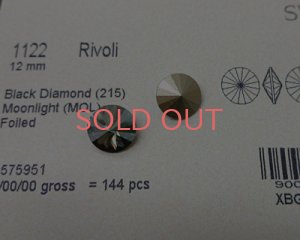 1122 Rivoli
12 mm
Black Diamond (215)
Moonlight (MOL)
Foiled
SOLD OUT
575951
/00/00 gross = 144 pcs
900
XBG